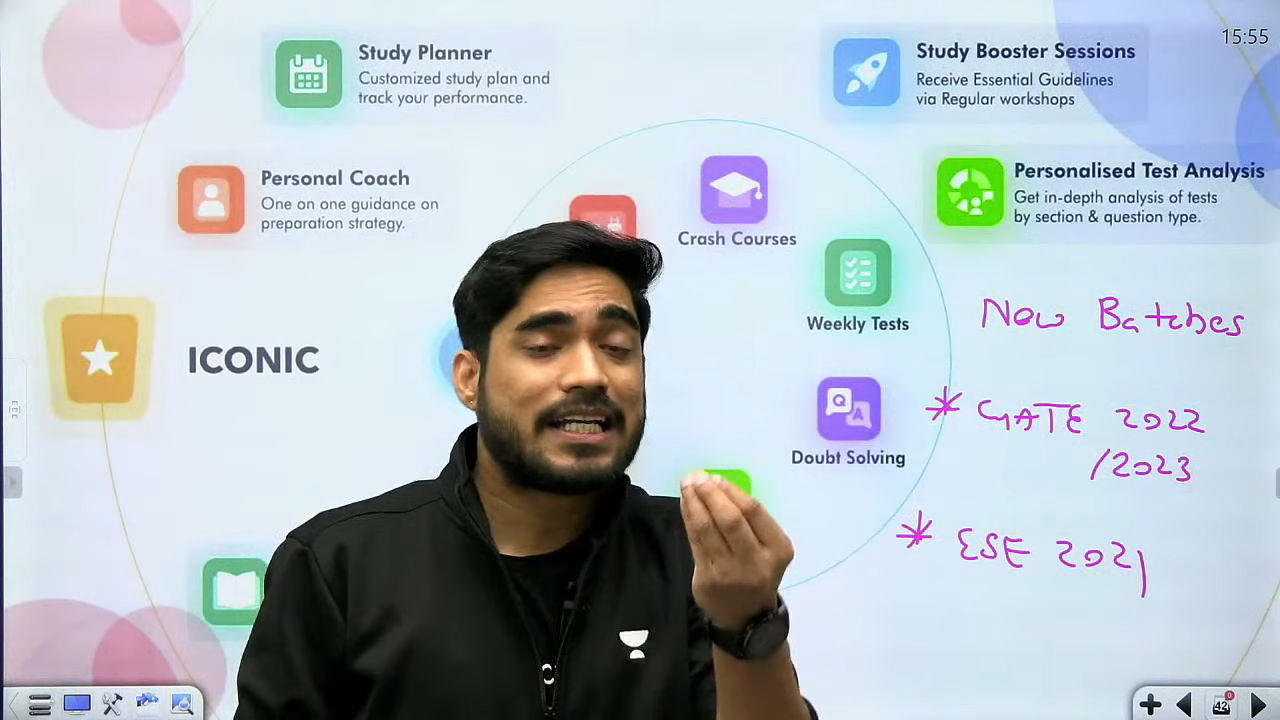 15:55
Study Planner
Customized study plan and
track your performance.
Study Booster Sessions
Receive Essential Guidelines
via Regular workshops
Personal Coach
One on one guidance on
preparation strategy.
Personalised Test Analysis
Get in-depth analysis of tests
by section & question type.
Crash Courses
Weekly Tests
ICONIC
Q
A
Doubt Solving
New Batches
* GATE 2022
/2023
* ESE 2021
42
0